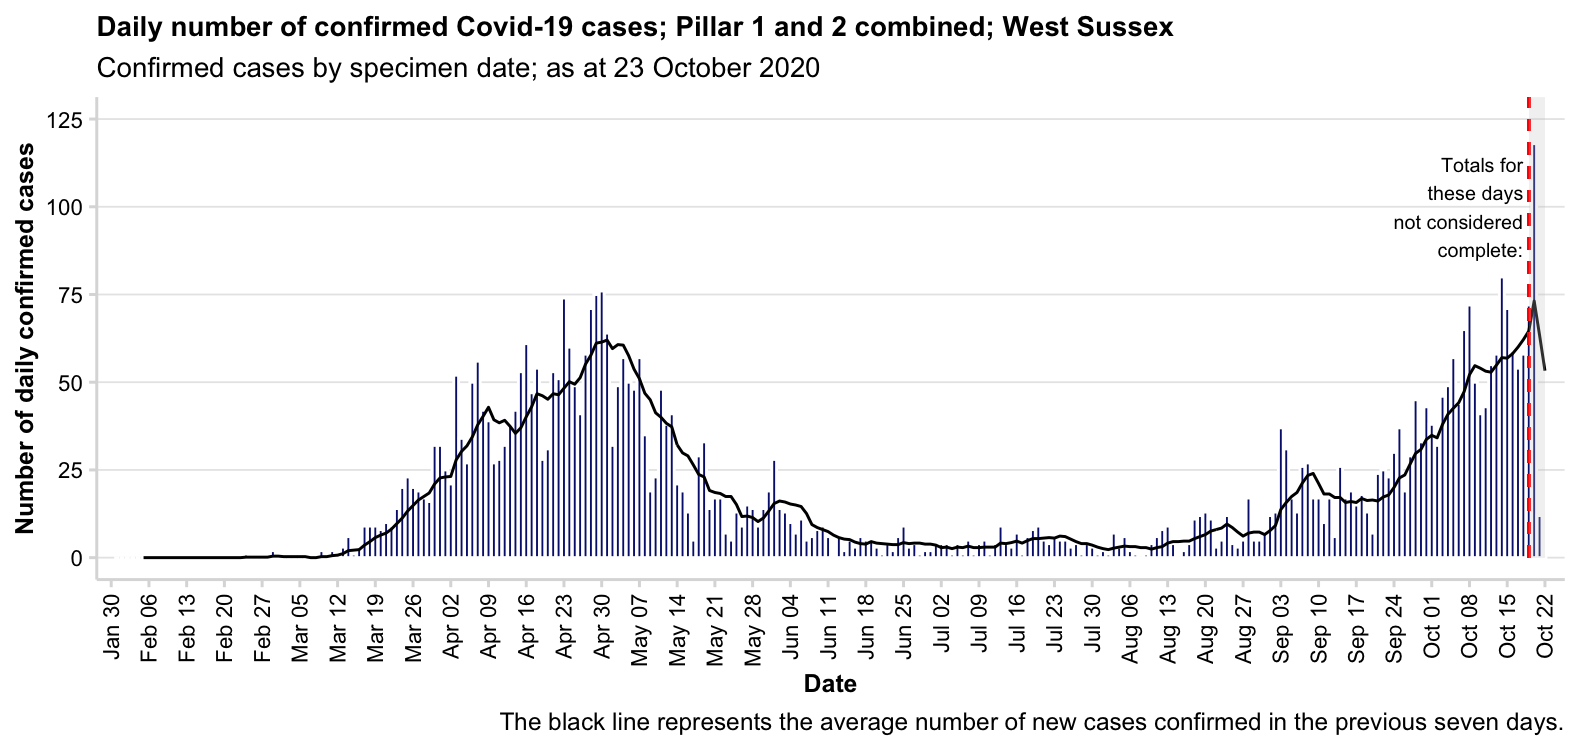 Daily number of confirmed Covid-19 cases; Pillar 1 and 2 combined; West Sussex
Confirmed cases by specimen date; as at 23 October 2020
Number of daily confirmed cases
125
100
75
50
25
0
Totals for
these days
not considered
complete:
Jan 30
Feb 06
Feb 13
Feb 20
Feb 27
Mar 05
Mar 12
Mar 19
Mar 26
Apr 02
Apr 09
Apr 16
Apr 23
Apr 30
May 07
May 14
May 21
May 28
Jun 04
Jun 11
Jun 18
Jun 25
Jul 02
Jul 09
Jul 16
Jul 23
Jul 30
Aug 06
Aug 13
Aug 20
Aug 27
Sep 03
Sep 10
Sep 17
Sep 24
Oct 01
Oct 08
Oct 15
Oct 22
Date
The black line represents the average number of new cases confirmed in the previous seven days.